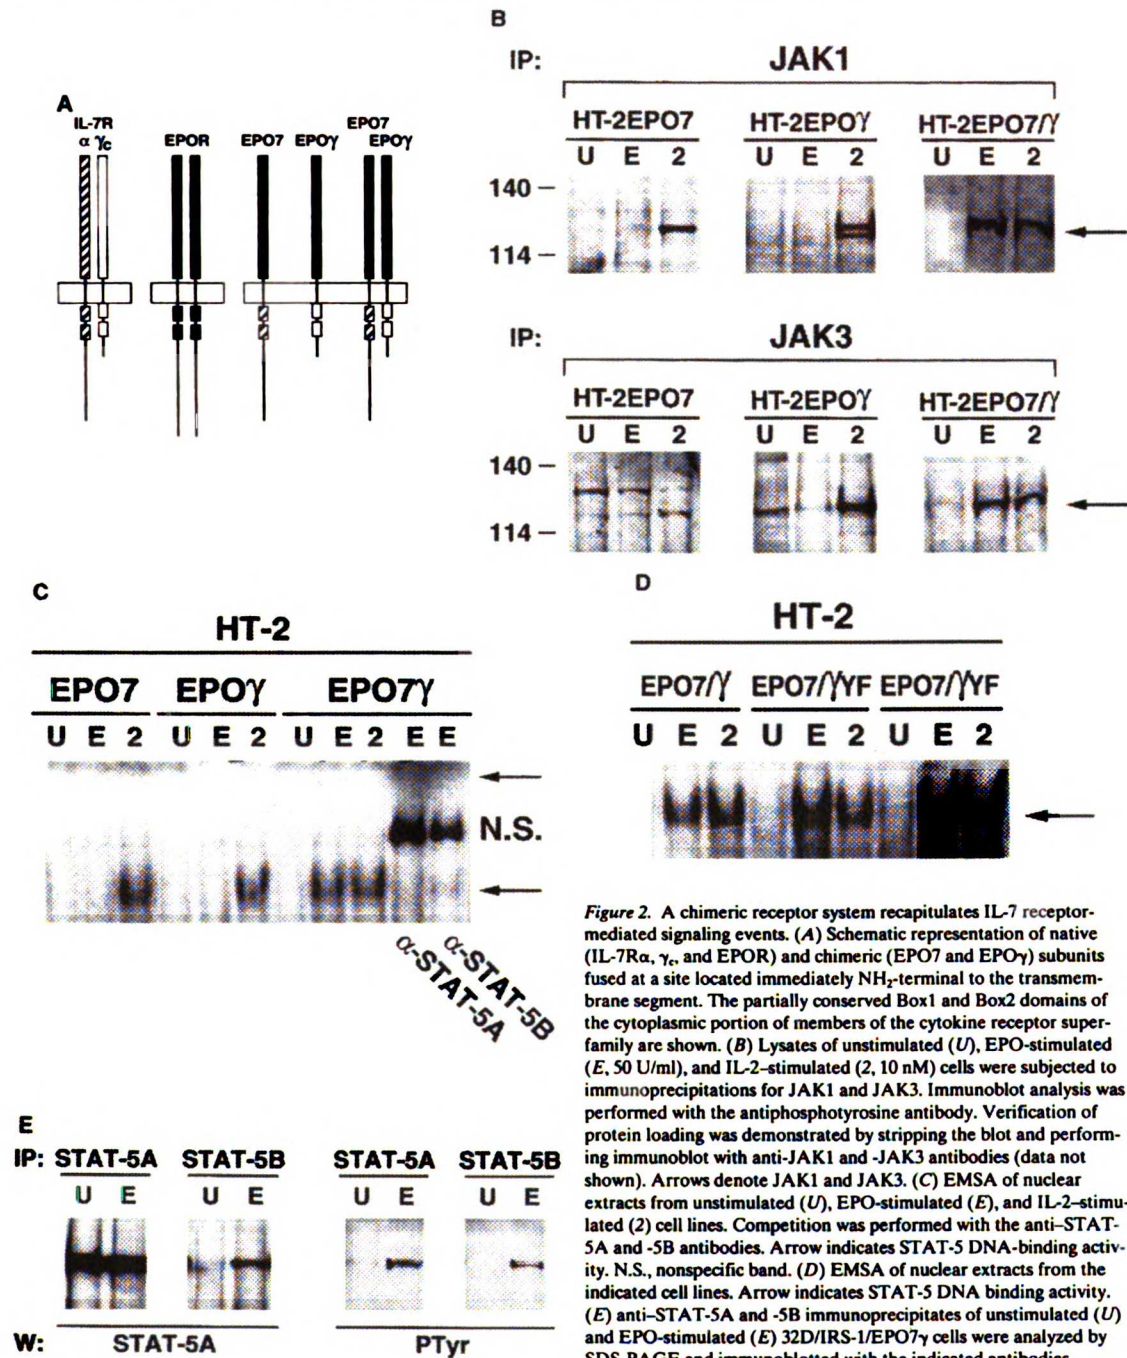 A
IL-7R
α γc
EPOR
EPO7
EPOγ
EPO7
EPOγ
B
IP: JAK1
HT-2EPO7 HT-2EPOγ HT-2EPO7/γ
U E 2 U E 2 U E 2
140 –
114 –
IP: JAK3
HT-2EPO7 HT-2EPOγ HT-2EPO7/γ
U E 2 U E 2 U E 2
140 –
114 –
C
HT-2
EPO7 EPOγ EPO7γ
U E 2 U E 2 U E 2 E E
N.S.
α-STAT-5A
α-STAT-5B
D
HT-2
EPO7/γ EPO7/γYF EPO7/γYF
U E 2 U E 2 U E 2
E
IP: STAT-5A STAT-5B STAT-5A STAT-5B
U E U E U E U E
W: STAT-5A PTyr
Figure 2. A chimeric receptor system recapitulates IL-7 receptor-
mediated signaling events. (A) Schematic representation of native
(IL-7Rα, γc, and EPOR) and chimeric (EPO7 and EPOγ) subunits
fused at a site located immediately NH2-terminal to the transmem-
brane segment. The partially conserved Box1 and Box2 domains of
the cytoplasmic portion of members of the cytokine receptor super-
family are shown. (B) Lysates of unstimulated (U), EPO-stimulated
(E, 50 U/ml), and IL-2–stimulated (2, 10 nM) cells were subjected to
immunoprecipitations for JAK1 and JAK3. Immunoblot analysis was
performed with the antiphosphotyrosine antibody. Verification of
protein loading was demonstrated by stripping the blot and perform-
ing immunoblot with anti-JAK1 and -JAK3 antibodies (data not
shown). Arrows denote JAK1 and JAK3. (C) EMSA of nuclear
extracts from unstimulated (U), EPO-stimulated (E), and IL-2–stimu-
lated (2) cell lines. Competition was performed with the anti–STAT-
5A and -5B antibodies. Arrow indicates STAT-5 DNA-binding activ-
ity. N.S., nonspecific band. (D) EMSA of nuclear extracts from the
indicated cell lines. Arrow indicates STAT-5 DNA binding activity.
(E) anti–STAT-5A and -5B immunoprecipitates of unstimulated (U)
and EPO-stimulated (E) 32D/IRS-1/EPO7γ cells were analyzed by
SDS-PAGE and immunoblotted with the indicated antibodies